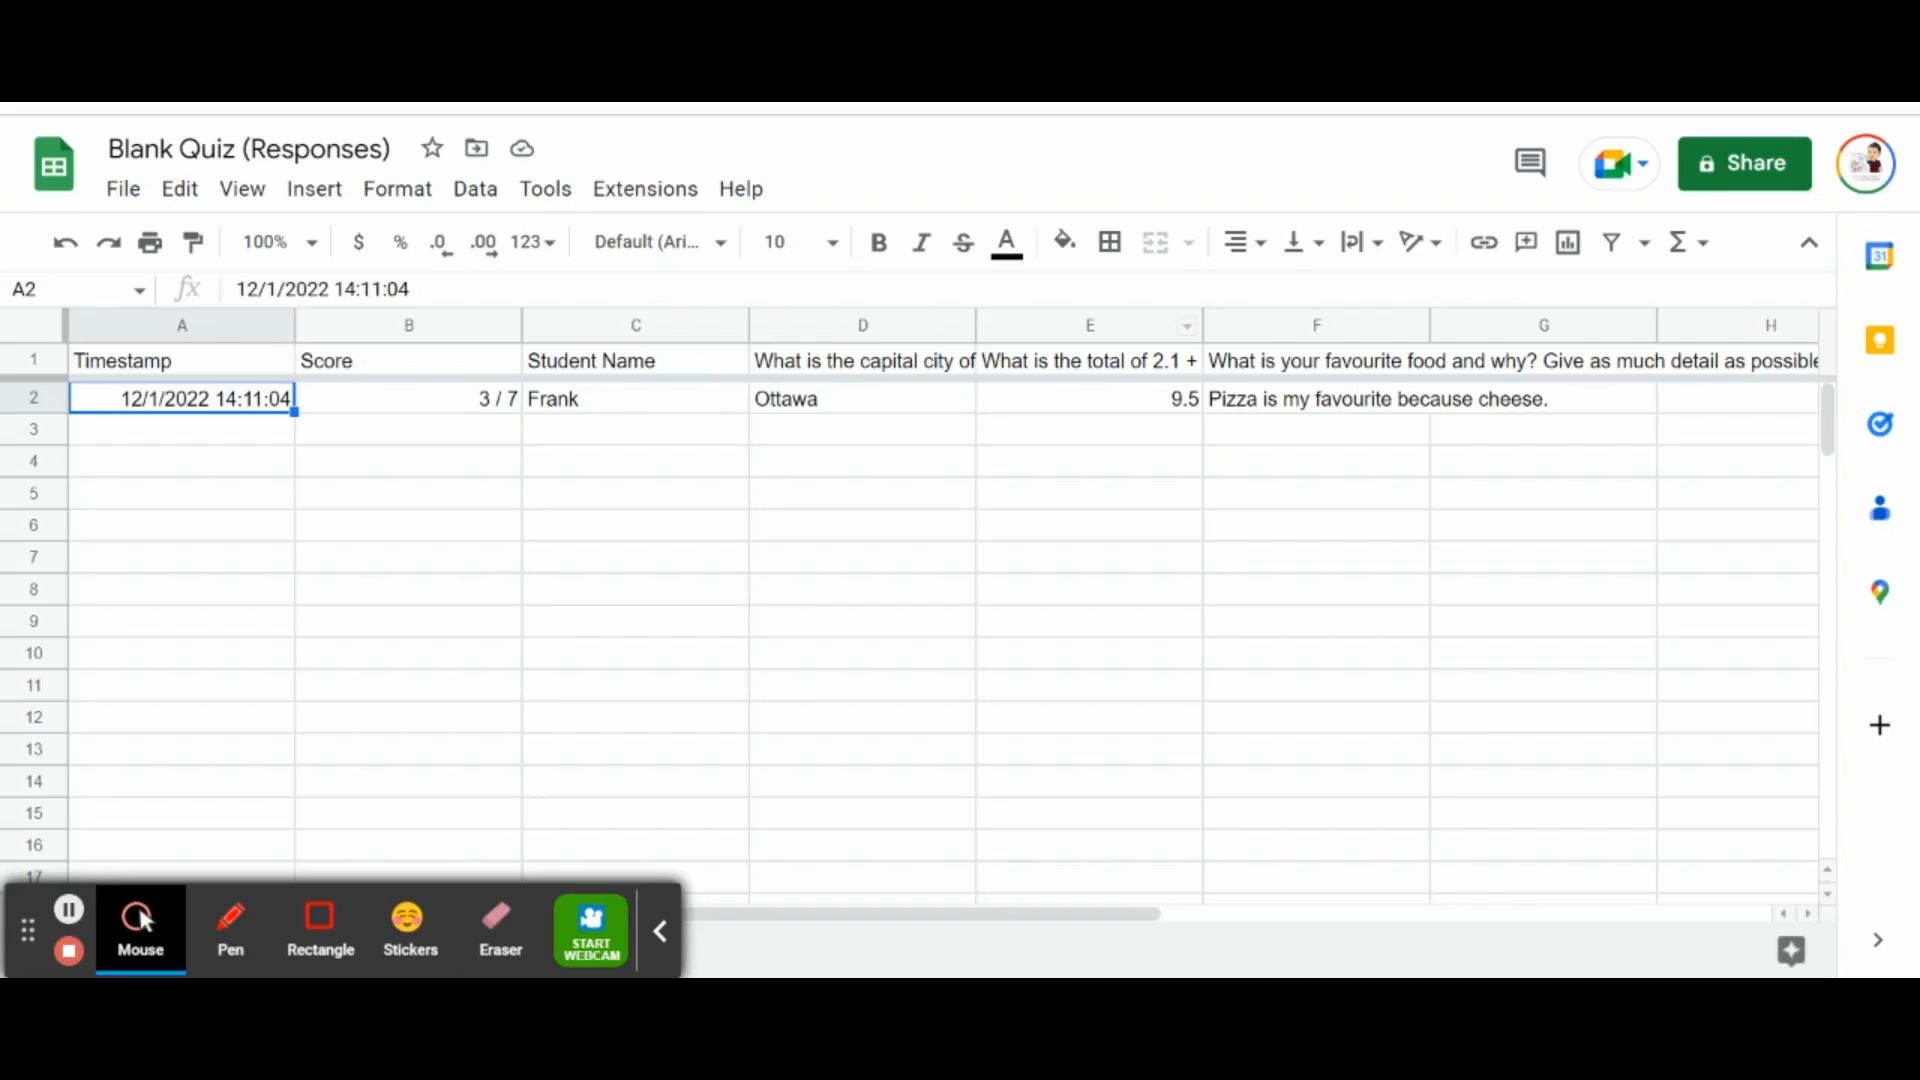 Blank Quiz (Responses)
File Edit View Insert Format Data Tools Extensions Help
Share
100% $ % .0 .00 123 Default (Ari... 10 B I S A
31
A2 fx 12/1/2022 14:11:04
A B C D E F G H
1 Timestamp Score Student Name What is the capital city of What is the total of 2.1 + What is your favourite food and why? Give as much detail as possible
2 12/1/2022 14:11:04 3 / 7 Frank Ottawa 9.5 Pizza is my favourite because cheese.
3
4
5
6
7
8
9
10
11
12
13
14
15
16
17
Mouse Pen Rectangle Stickers Eraser START WEBCAM